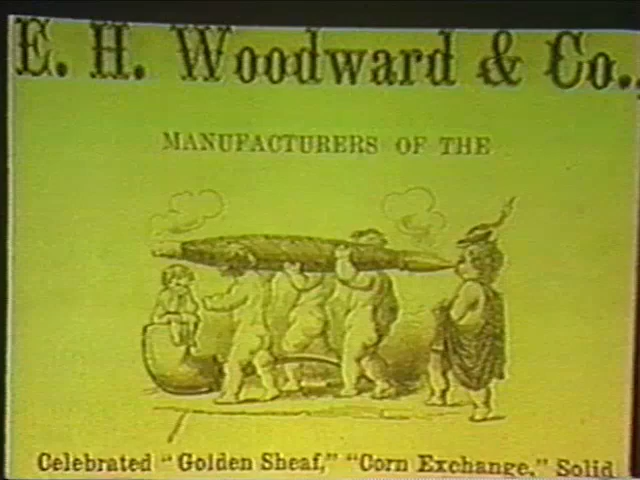 E. H. Woodward & Co.,
MANUFACTURERS OF THE
Celebrated "Golden Sheaf," "Corn Exchange," Solid